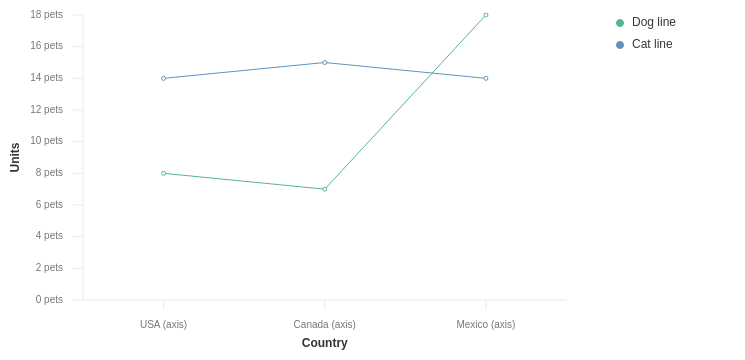 18 pets
16 pets
14 pets
12 pets
10 pets
8 pets
6 pets
4 pets
2 pets
0 pets
Units
USA (axis)
Canada (axis)
Mexico (axis)
Country
Dog line
Cat line